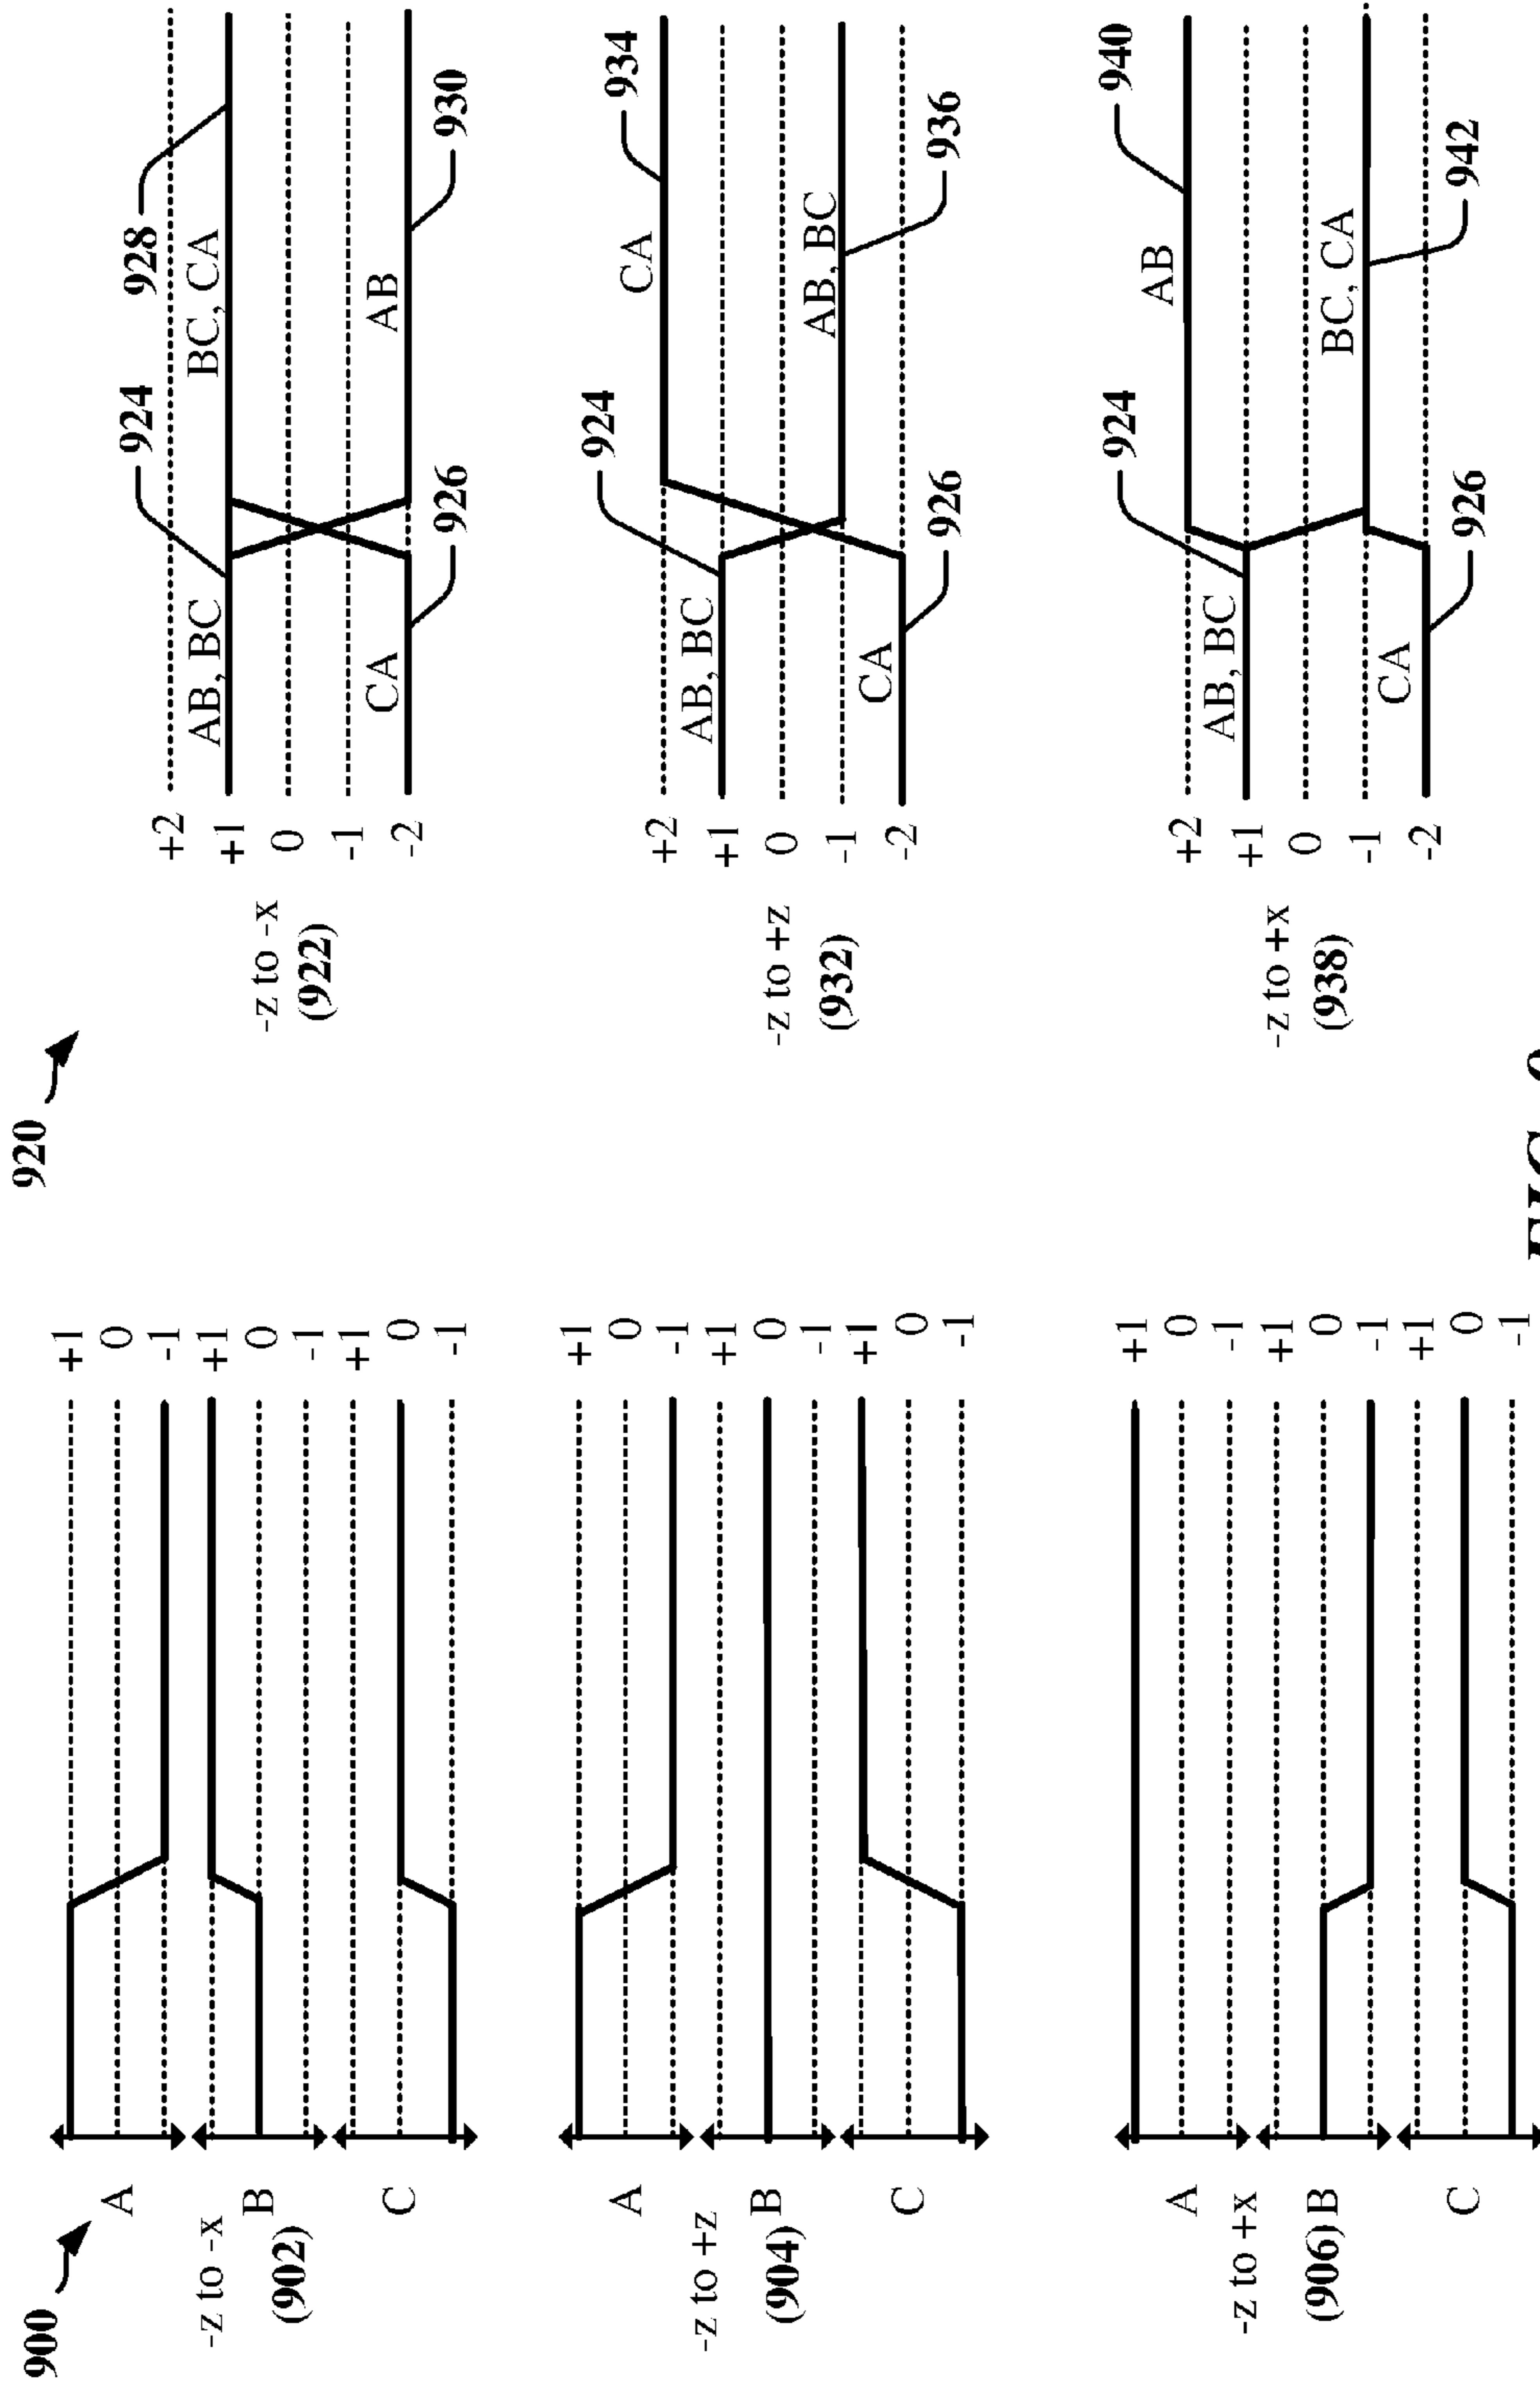 900
A
-z to -x
B
(902)
C
+1
0
-1
+1
0
-1
+1
0
-1
A
-z to +z
B
(904)
C
+1
0
-1
+1
0
-1
+1
0
-1
A
-z to +x
(906) B
C
+1
0
-1
+1
0
-1
+1
0
-1
920
-z to -x
(922)
+2
+1
0
-1
-2
924
928
AB, BC
BC, CA
CA
AB
926
930
-z to +z
(932)
+2
+1
0
-1
-2
924
934
CA
AB, BC
AB, BC
CA
926
936
-z to +x
(938)
+2
+1
0
-1
-2
924
940
AB
AB, BC
BC, CA
CA
926
942